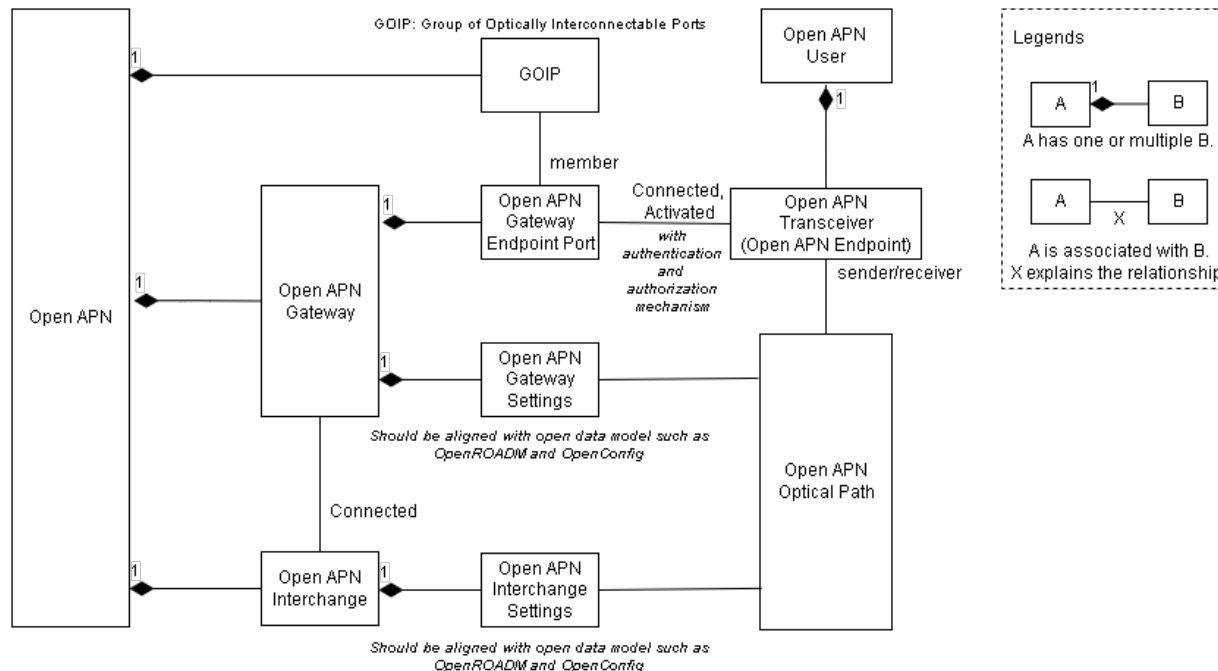 GOIP: Group of Optically Interconnectable Ports
1
GOIP
Open APN
User
1
member
1
Open APN
Gateway
Endpoint Port
Connected,
Activated
with
authentication
and
authorization
mechanism
Open APN
Transceiver
(Open APN Endpoint)
sender/receiver
Open APN
1
Open APN
Gateway
1
Open APN
Gateway
Settings
Should be aligned with open data model such as
OpenROADM and OpenConfig
Open APN
Optical Path
Connected
1
Open APN
Interchange
1
Open APN
Interchange
Settings
Should be aligned with open data model such as
OpenROADM and OpenConfig
Legends
A
1
B
A has one or multiple B.
A
X
B
A is associated with B.
X explains the relationship